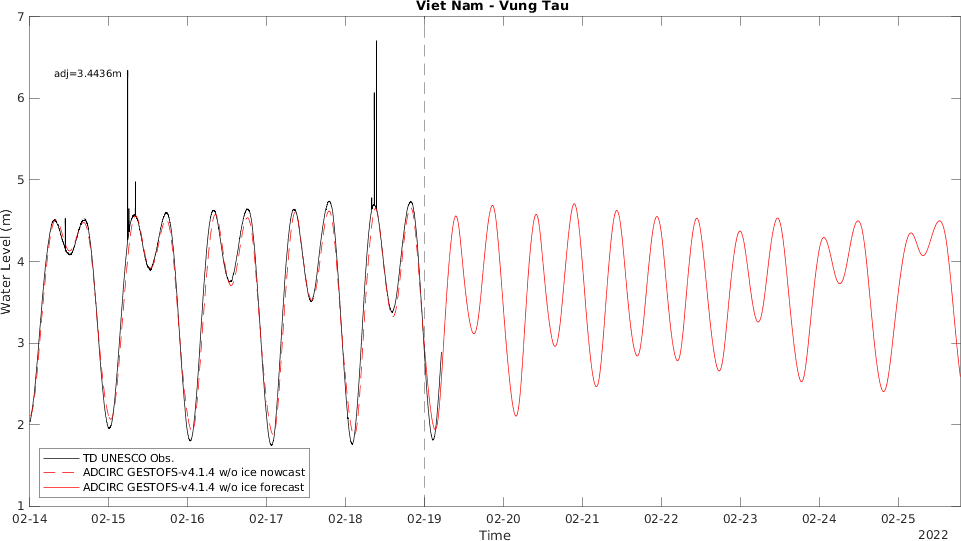 Viet Nam - Vung Tau
7
6
5
4
3
2
1
Water Level (m)
adj=3.4436m
TD UNESCO Obs.
ADCIRC GESTOFS-v4.1.4 w/o ice nowcast
ADCIRC GESTOFS-v4.1.4 w/o ice forecast
02-14 02-15 02-16 02-17 02-18 02-19 02-20 02-21 02-22 02-23 02-24 02-25
Time
2022